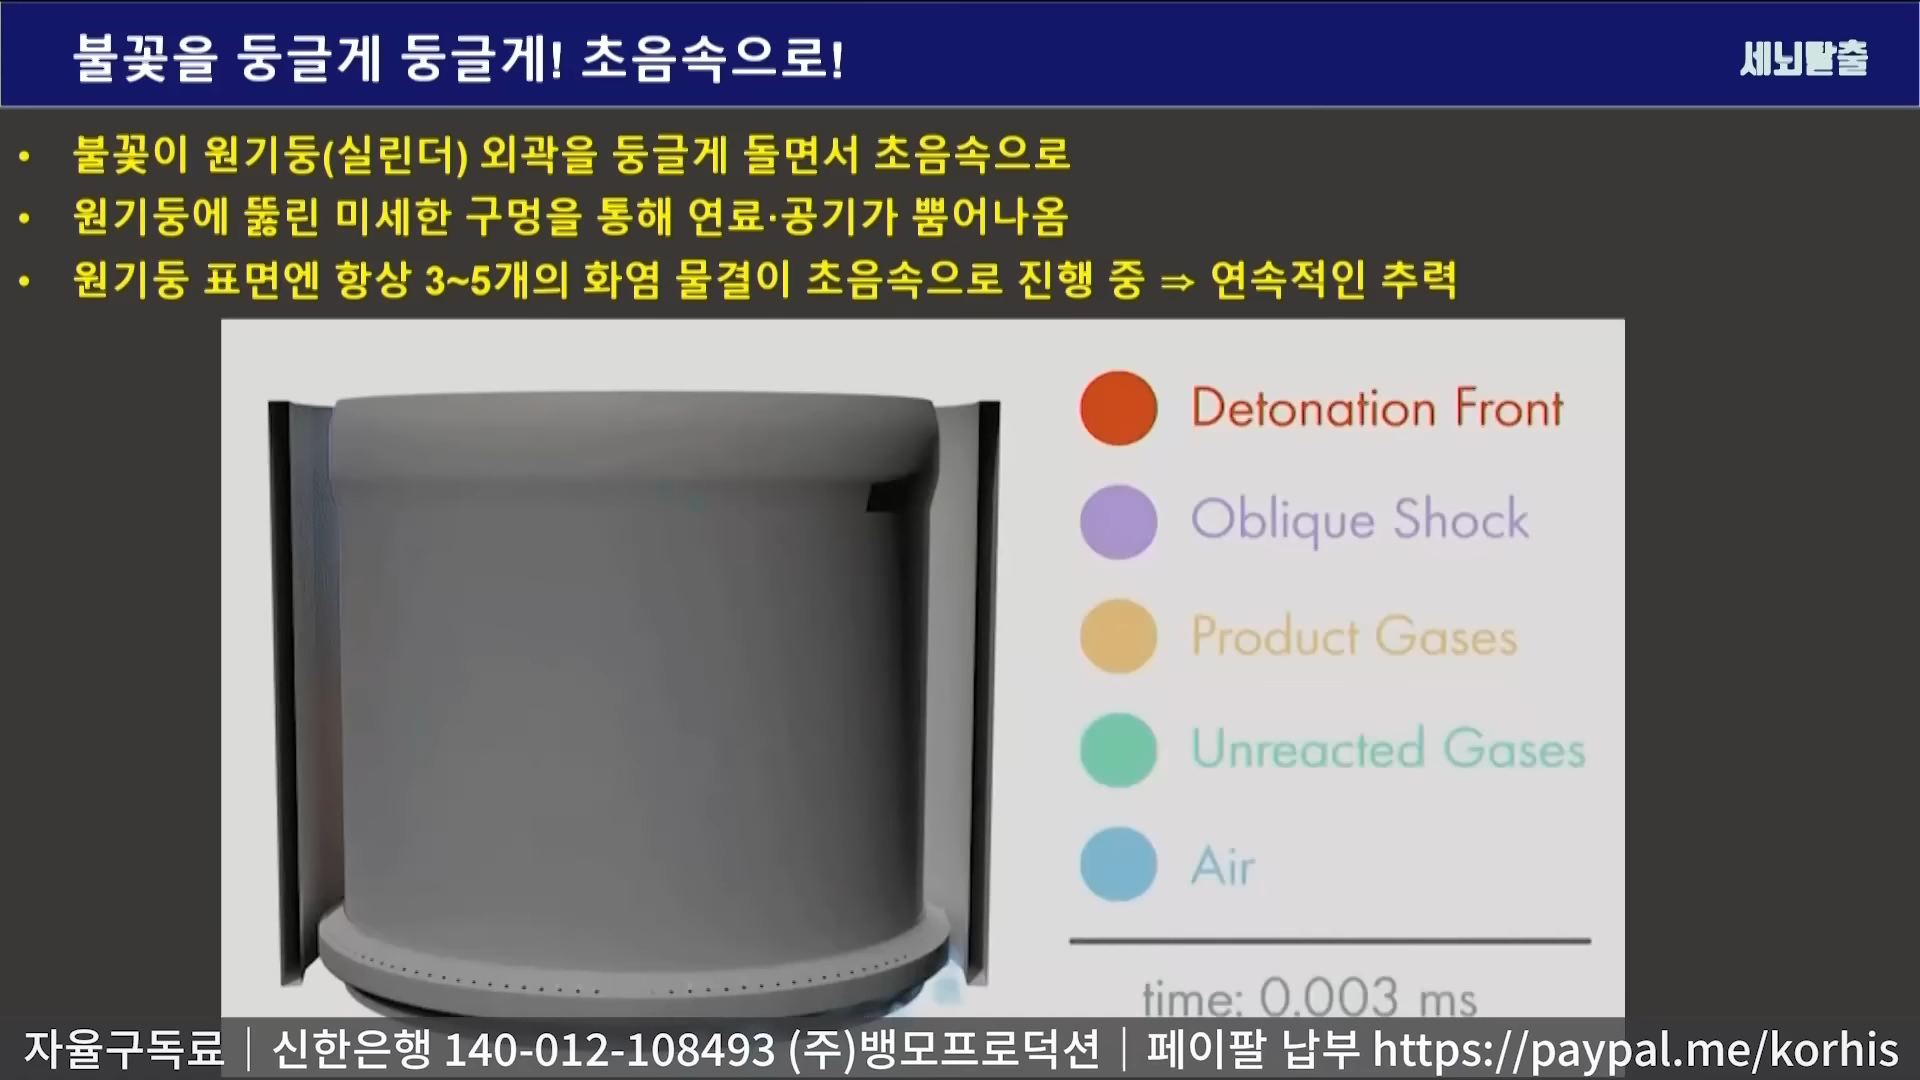 불꽃을 둥글게 둥글게! 초음속으로!
세뇌탈출
• 불꽃이 원기둥(실린더) 외곽을 둥글게 돌면서 초음속으로
• 원기둥에 뚫린 미세한 구멍을 통해 연료·공기가 뿜어나옴
• 원기둥 표면엔 항상 3~5개의 화염 물결이 초음속으로 진행 중 ⇒ 연속적인 추력
Detonation Front
Oblique Shock
Product Gases
Unreacted Gases
Air
time: 0.003 ms
자율구독료│신한은행 140-012-108493 (주)뱅모프로덕션│페이팔 납부 https://paypal.me/korhis